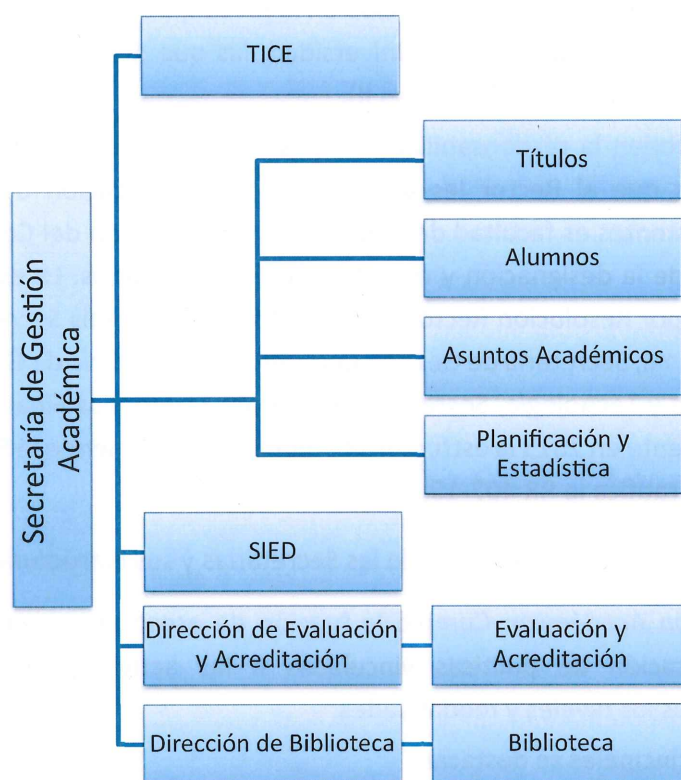 TICE
Títulos
Alumnos
Asuntos Académicos
Planificación y
Estadística
Secretaría de Gestión
Académica
SIED
Dirección de Evaluación
y Acreditación
Evaluación y
Acreditación
Dirección de Biblioteca
Biblioteca